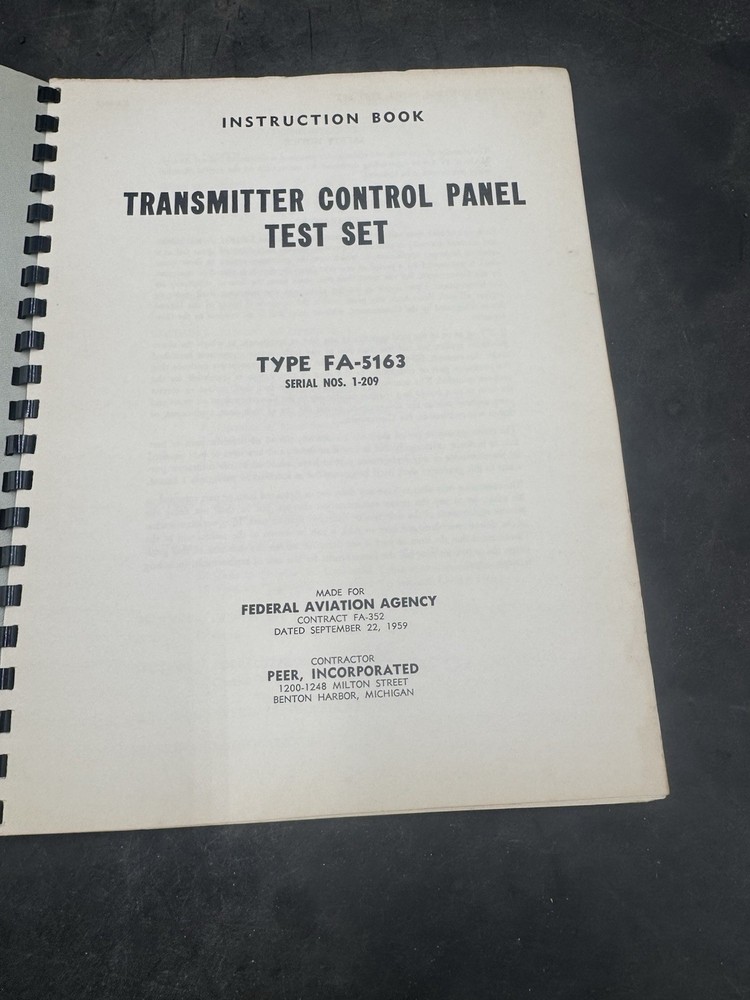 INSTRUCTION BOOK
TRANSMITTER CONTROL PANEL
TEST SET
TYPE FA-5163
SERIAL NOS. 1-209
MADE FOR
FEDERAL AVIATION AGENCY
CONTRACT FA-352
DATED SEPTEMBER 22, 1959
CONTRACTOR
PEER, INCORPORATED
1200-1248 MILTON STREET
BENTON HARBOR, MICHIGAN